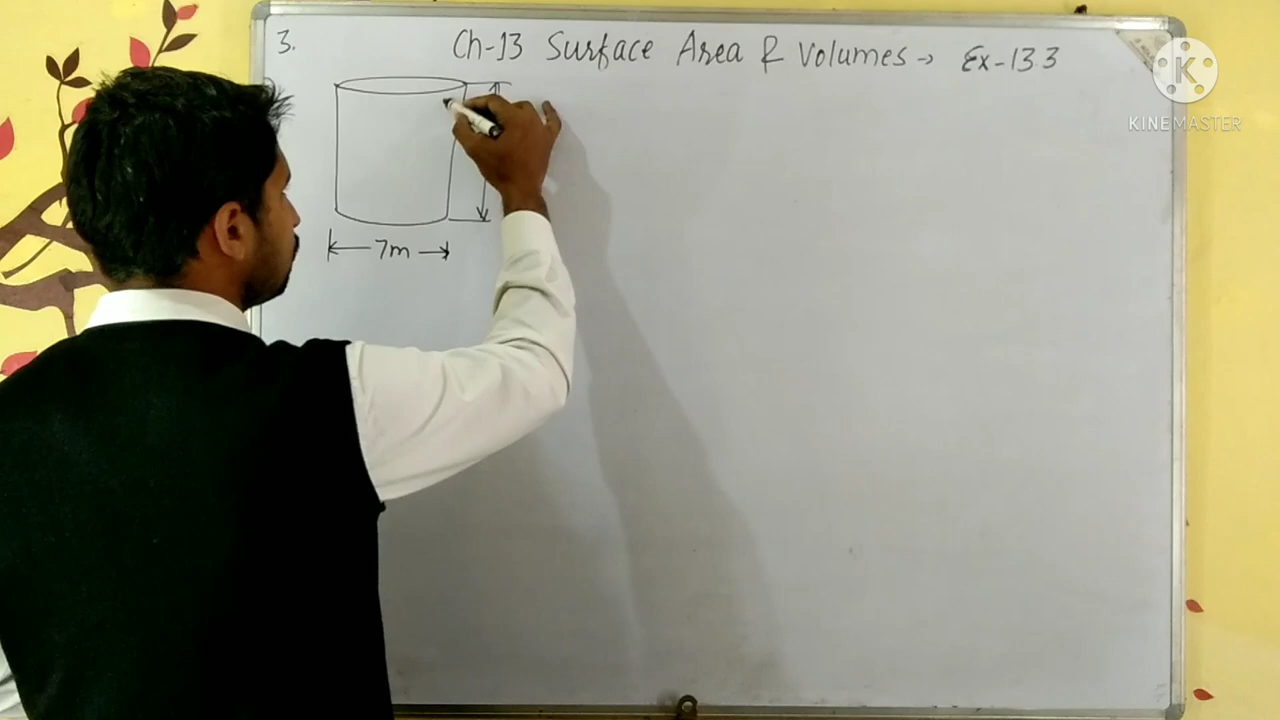 3.
Ch-13 Surface Area & Volumes → Ex-13.3
7m
KINEMASTER